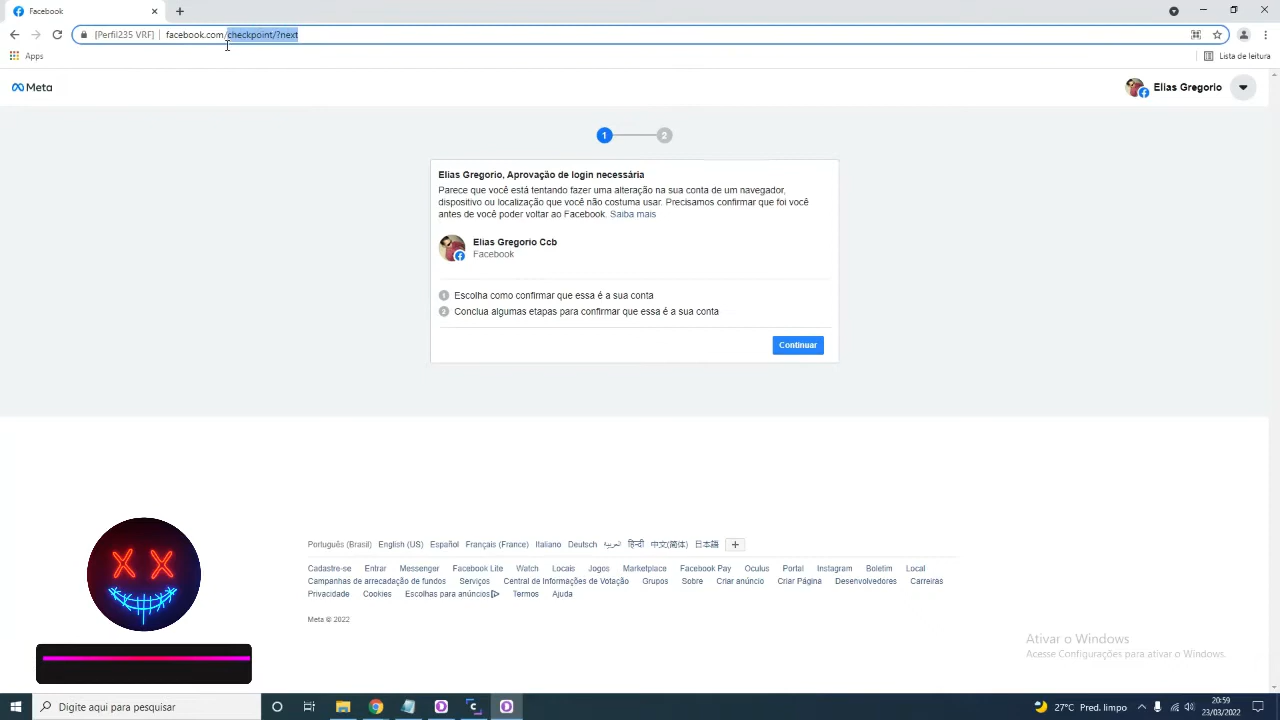 Facebook
[Perfil235 VRF] facebook.com/checkpoint/?next
Apps
Lista de leitura
Meta
Elias Gregorio
1 2
Elias Gregorio, Aprovação de login necessária
Parece que você está tentando fazer uma alteração na sua conta de um navegador,
dispositivo ou localização que você não costuma usar. Precisamos confirmar que foi você
antes de você poder voltar ao Facebook. Saiba mais
Elias Gregorio Ccb
Facebook
1 Escolha como confirmar que essa é a sua conta
2 Conclua algumas etapas para confirmar que essa é a sua conta
Continuar
Português (Brasil) English (US) Español Français (France) Italiano Deutsch العربية हिन्दी 中文(简体) 日本語
Cadastre-se Entrar Messenger Facebook Lite Watch Locais Jogos Marketplace Facebook Pay Oculus Portal Instagram Boletim Local
Campanhas de arrecadação de fundos Serviços Central de Informações de Votação Grupos Sobre Criar anúncio Criar Página Desenvolvedores Carreiras
Privacidade Cookies Escolhas para anúncios Termos Ajuda
Meta © 2022
Ativar o Windows
Acesse Configurações para ativar o Windows.
Digite aqui para pesquisar
27°C Pred. limpo
20:59
23/03/2022